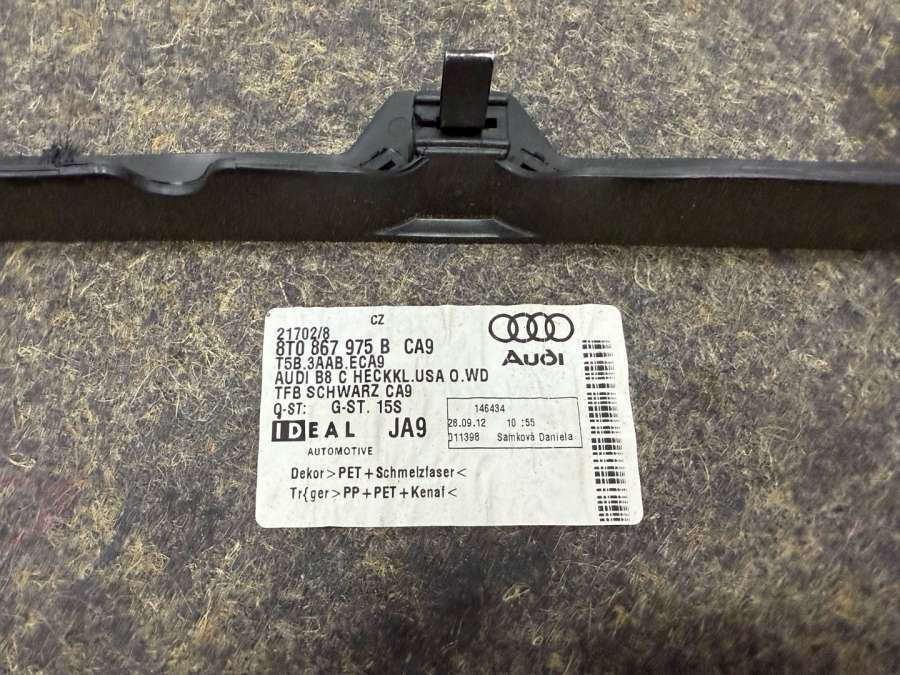 CZ
21702/8
8T0 867 975 B CA9
T5B.3AAB.ECA9
AUDI B8 C HECKKL.USA O.WD
TFB SCHWARZ CA9
Q-ST: G-ST. 15S
IDEAL JA9
AUTOMOTIVE
Dekor>PET+Schmelzfaser<
Tr{ger>PP+PET+Kenaf<
Audi
146434
28.09.12 10:55
011398 Samková Daniela